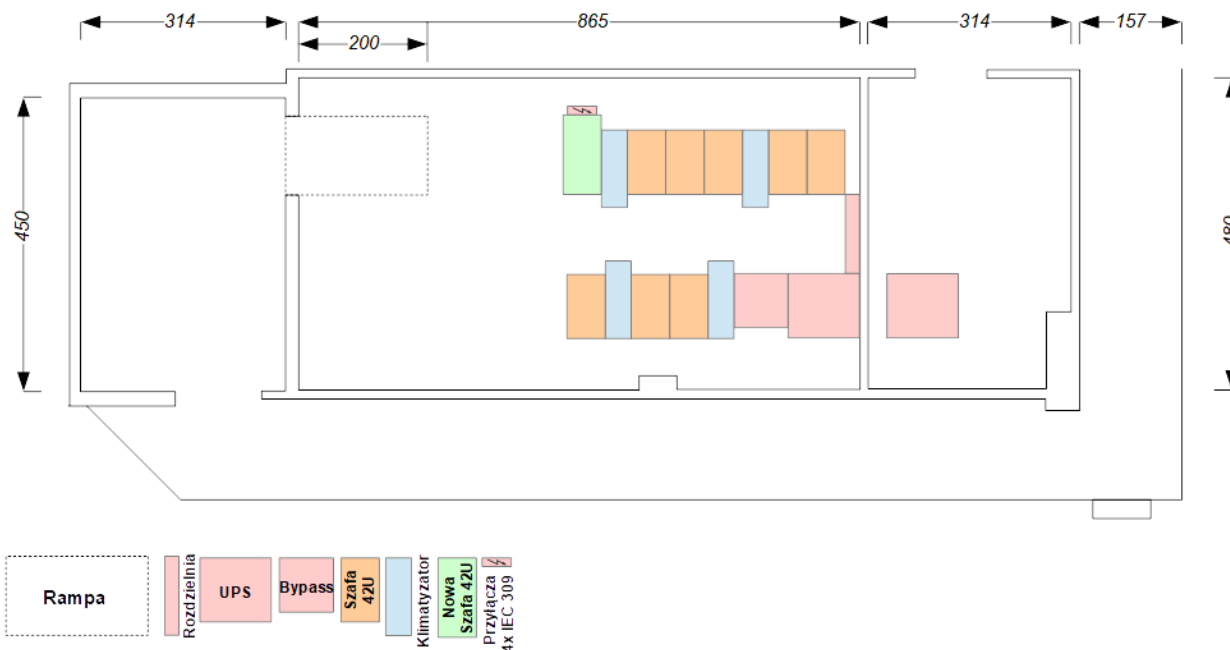 314
865
314
157
200
450
480
Rampa
Rozdzielnia
UPS
Bypass
Szafa
42U
Klimatyzator
Nowa
Szafa 42U
Przyłącza
4x IEC 309